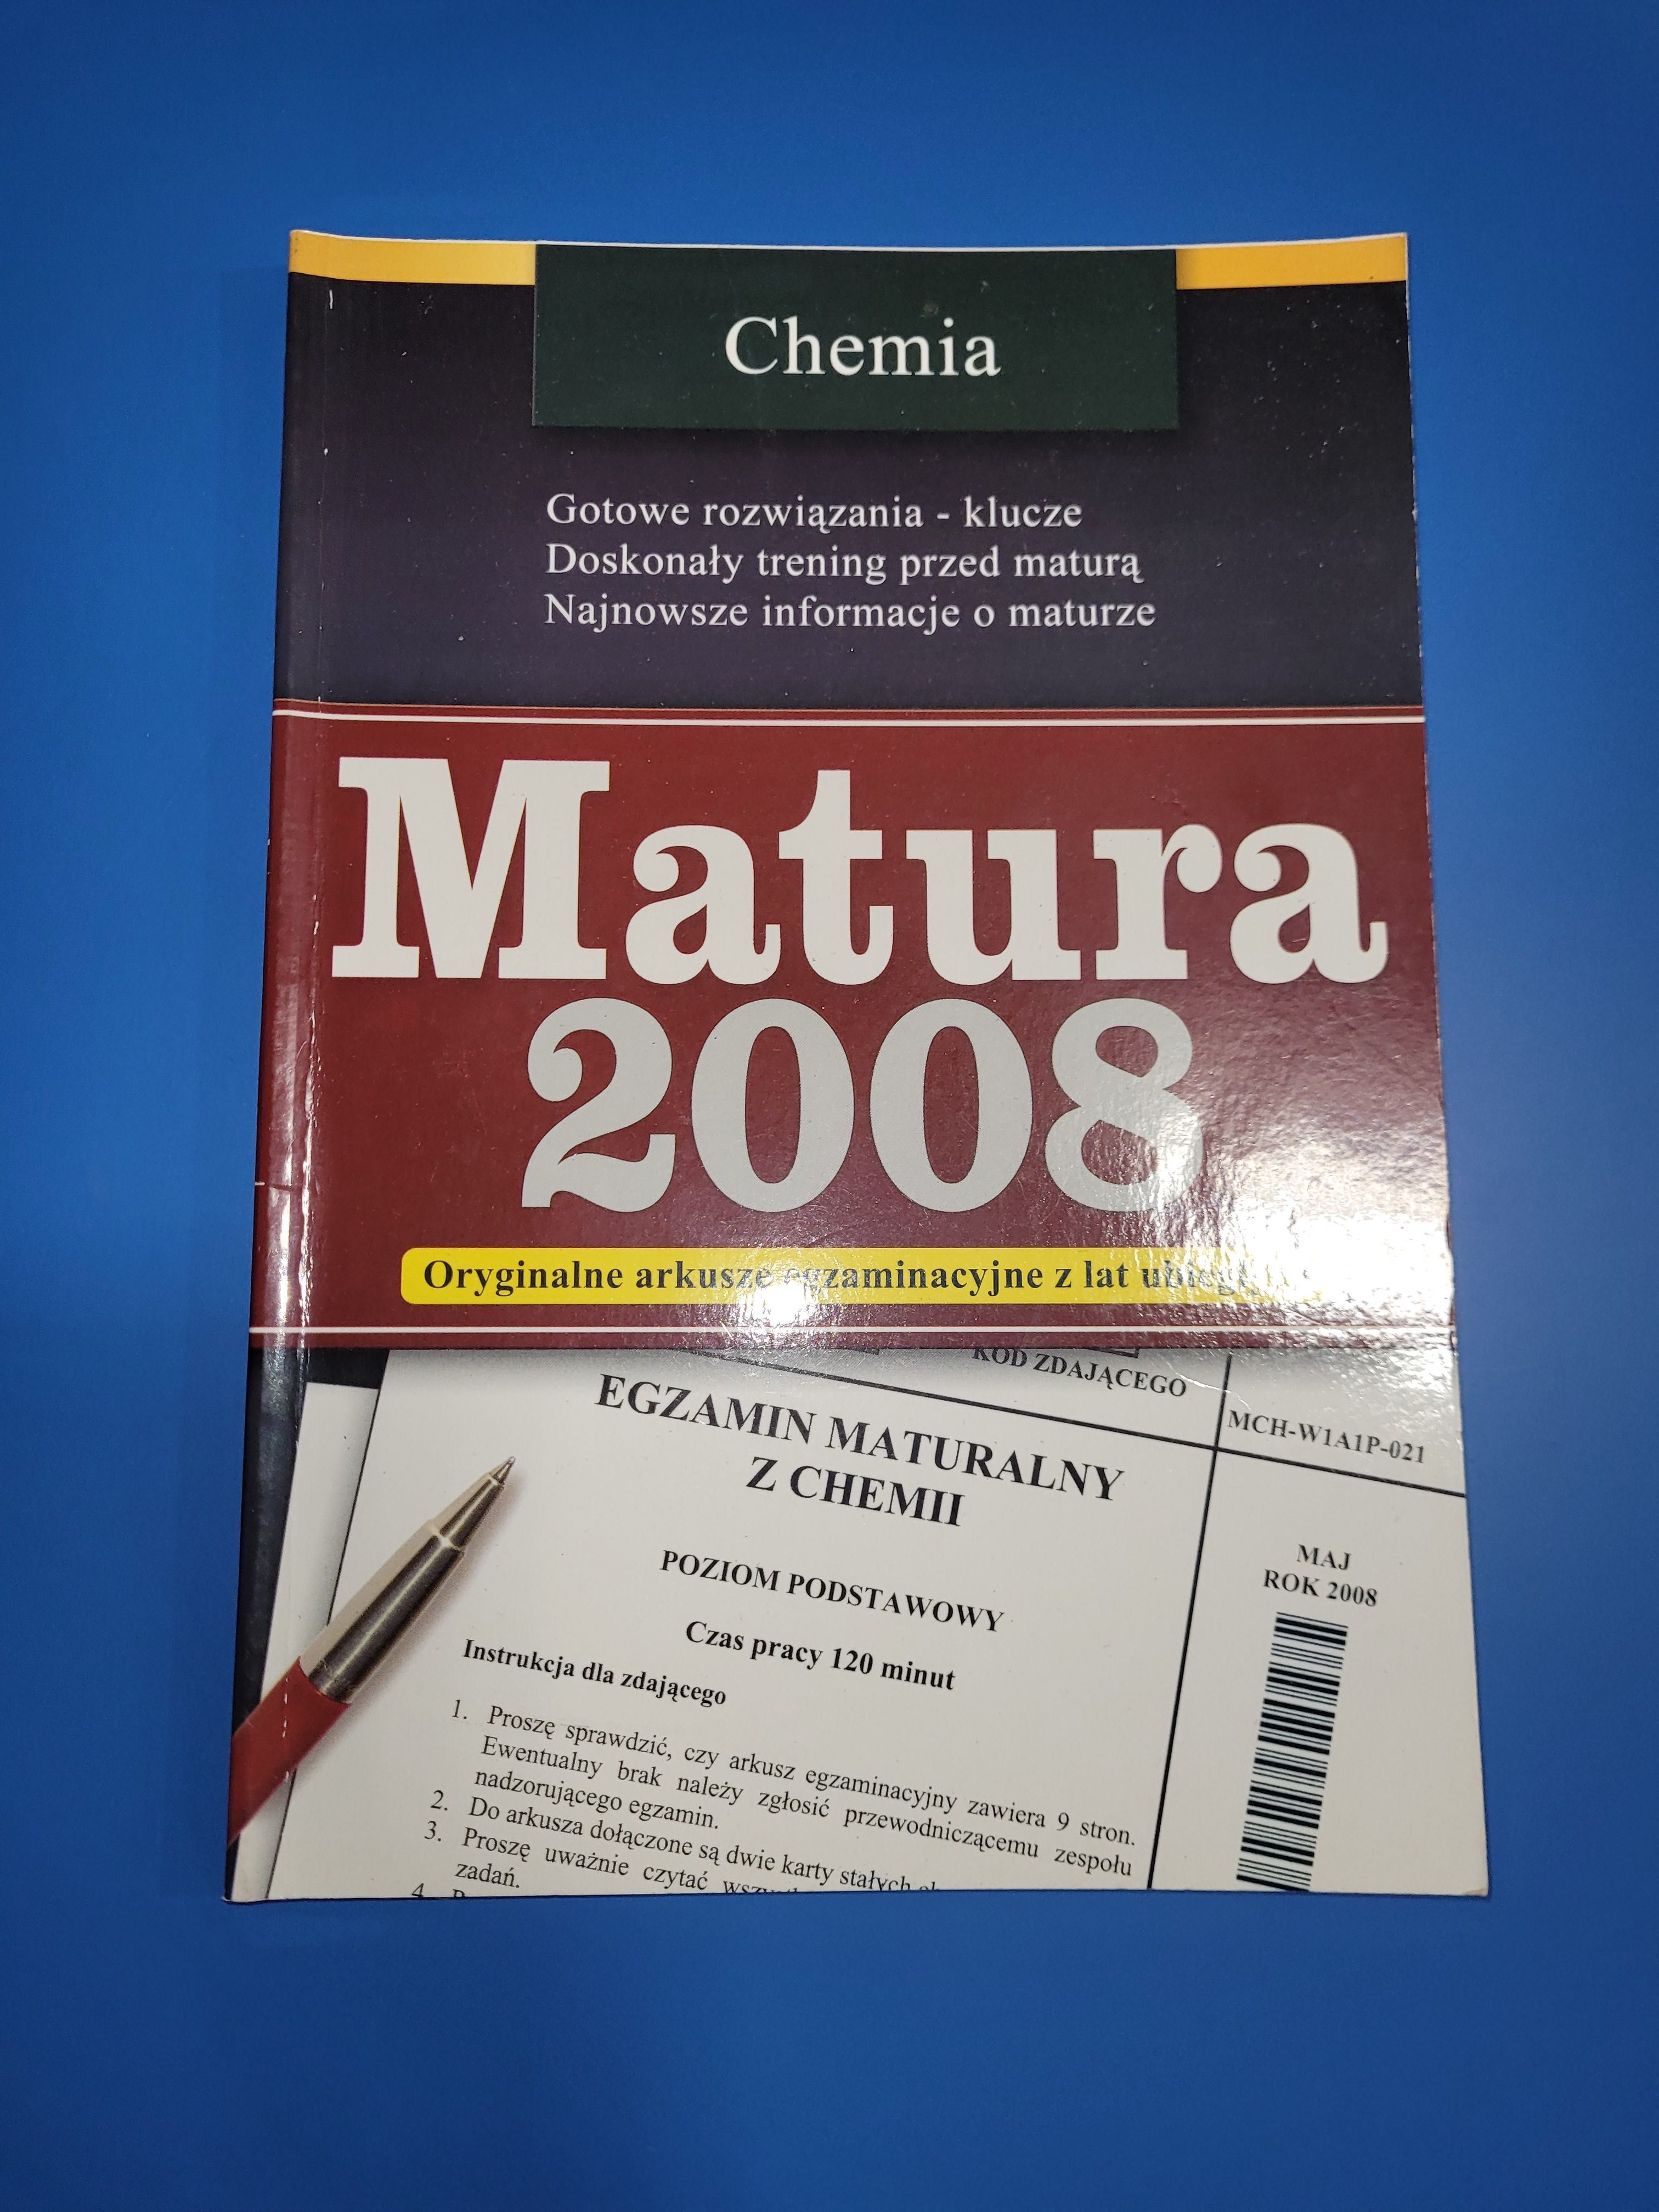 Chemia
Gotowe rozwiązania - klucze
Doskonały trening przed maturą
Najnowsze informacje o maturze
Matura
2008
Oryginalne arkusze egzaminacyjne z lat
KOD ZDAJĄCEGO
MCH-W1A1P-021
EGZAMIN MATURALNY
Z CHEMII
MAJ
ROK 2008
POZIOM PODSTAWOWY
Czas pracy 120 minut
Instrukcja dla zdającego
1. Proszę sprawdzić, czy arkusz egzaminacyjny zawiera 9 stron.
Ewentualny brak należy zgłosić przewodniczącemu zespołu
nadzorującego egzamin.
2. Do arkusza dołączone są dwie karty stałych
3. Proszę uważnie czytać
zadań.
4.